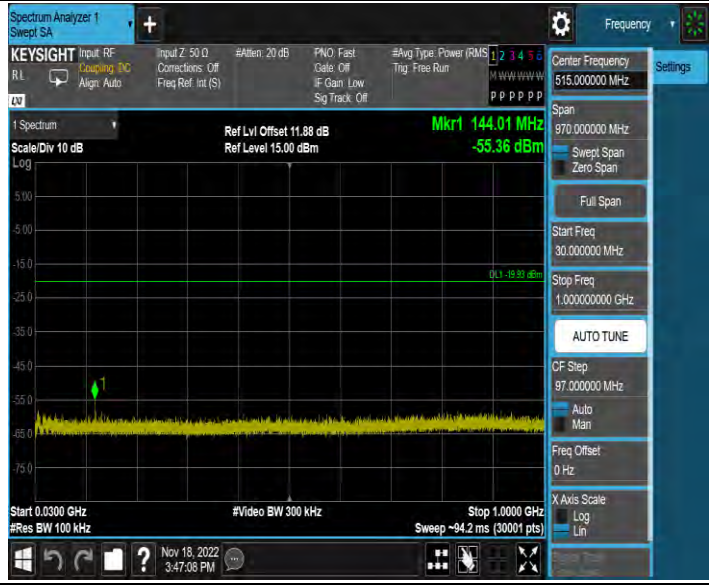 Spectrum Analyzer 1
Swept SA
Frequency
KEYSIGHT
RL
Input: RF
Coupling: DC
Align: Auto
Input Z: 50 Ω
Corrections: Off
Freq Ref: Int (S)
#Atten: 20 dB
PNO: Fast
Gate: Off
IF Gain: Low
Sig Track: Off
#Avg Type: Power (RMS
Trig: Free Run
1 2 3 4 5 6
M W W W W W
P P P P P P
Center Frequency
515.000000 MHz
Settings
Span
970.000000 MHz
Swept Span
Zero Span
Full Span
Start Freq
30.000000 MHz
Stop Freq
1.000000000 GHz
AUTO TUNE
CF Step
97.000000 MHz
Auto
Man
Freq Offset
0 Hz
X Axis Scale
Log
Lin
1 Spectrum
Scale/Div 10 dB
Log
Ref Lvl Offset 11.88 dB
Ref Level 15.00 dBm
Mkr1 144.01 MHz
-55.36 dBm
5.00
-5.00
-15.0
DL1 -19.93 dBm
-25.0
-35.0
-45.0
1
-55.0
-65.0
-75.0
Start 0.0300 GHz
#Res BW 100 kHz
#Video BW 300 kHz
Stop 1.0000 GHz
Sweep ~94.2 ms (30001 pts)
?
Nov 18, 2022
3:47:08 PM